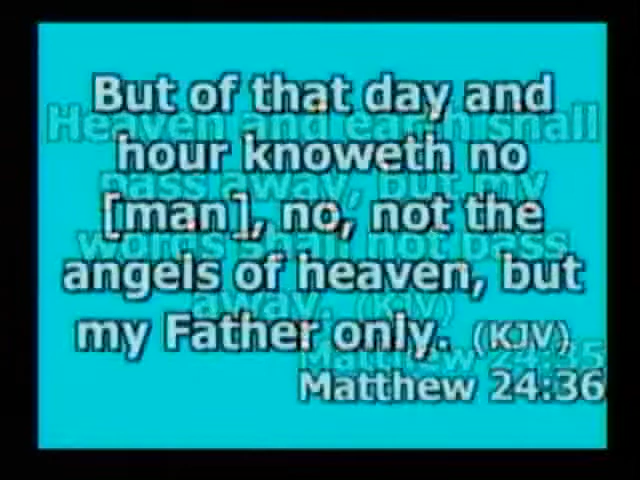 But of that day and
Heaven and earth shall
hour knoweth no
pass away, but my
[man], no, not the
words shall not pass
angels of heaven, but
away. (KJV)
my Father only. (KJV)
Matthew 24:35
Matthew 24:36